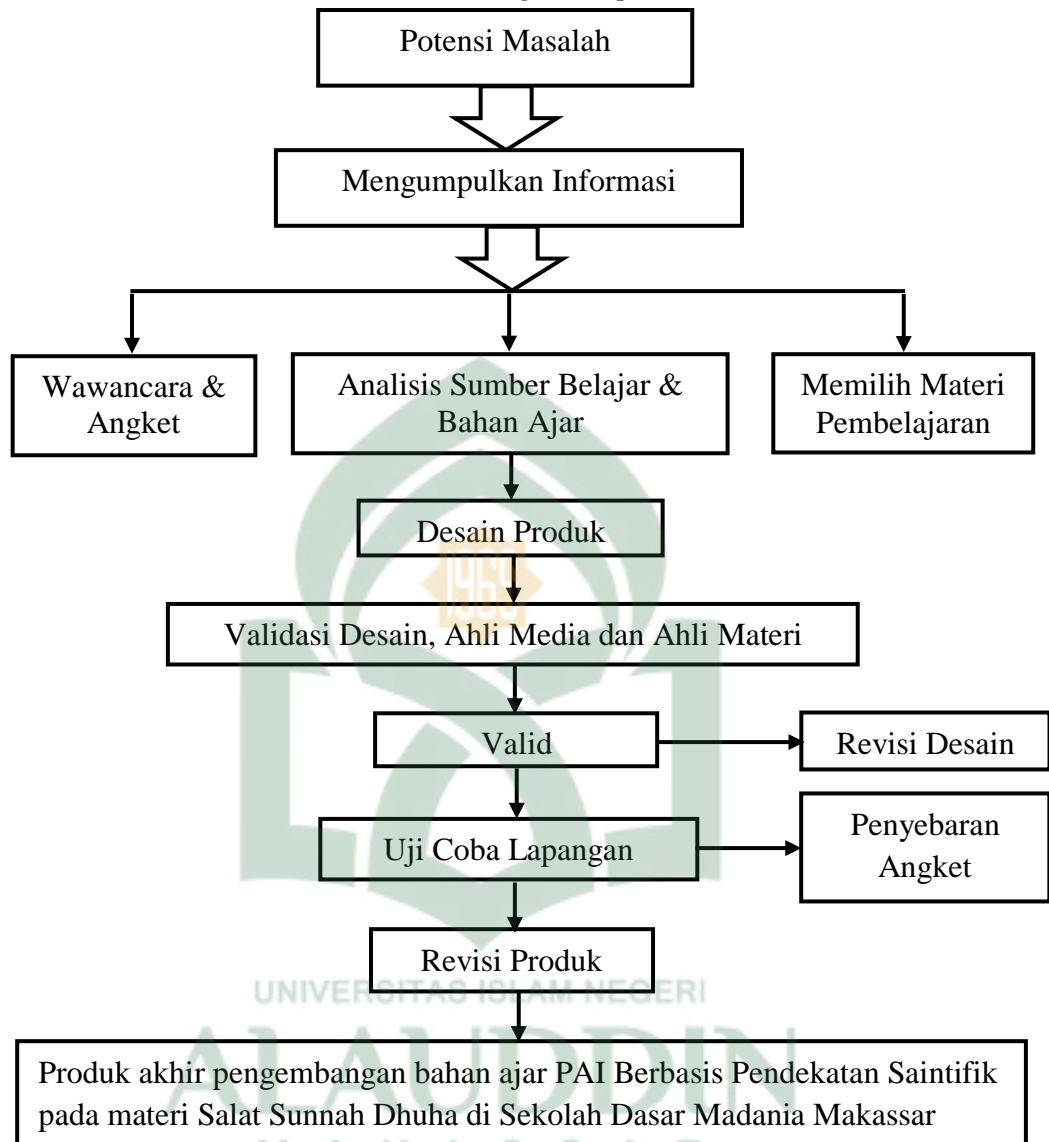 Potensi Masalah
Mengumpulkan Informasi
Wawancara &
Angket
Analisis Sumber Belajar &
Bahan Ajar
Memilih Materi
Pembelajaran
Desain Produk
1965
Validasi Desain, Ahli Media dan Ahli Materi
Valid
Revisi Desain
Uji Coba Lapangan
Penyebaran
Angket
Revisi Produk
UNIVERSITAS ISLAM NEGERI
ALAUDDIN
Produk akhir pengembangan bahan ajar PAI Berbasis Pendekatan Saintifik
pada materi Salat Sunnah Dhuha di Sekolah Dasar Madania Makassar